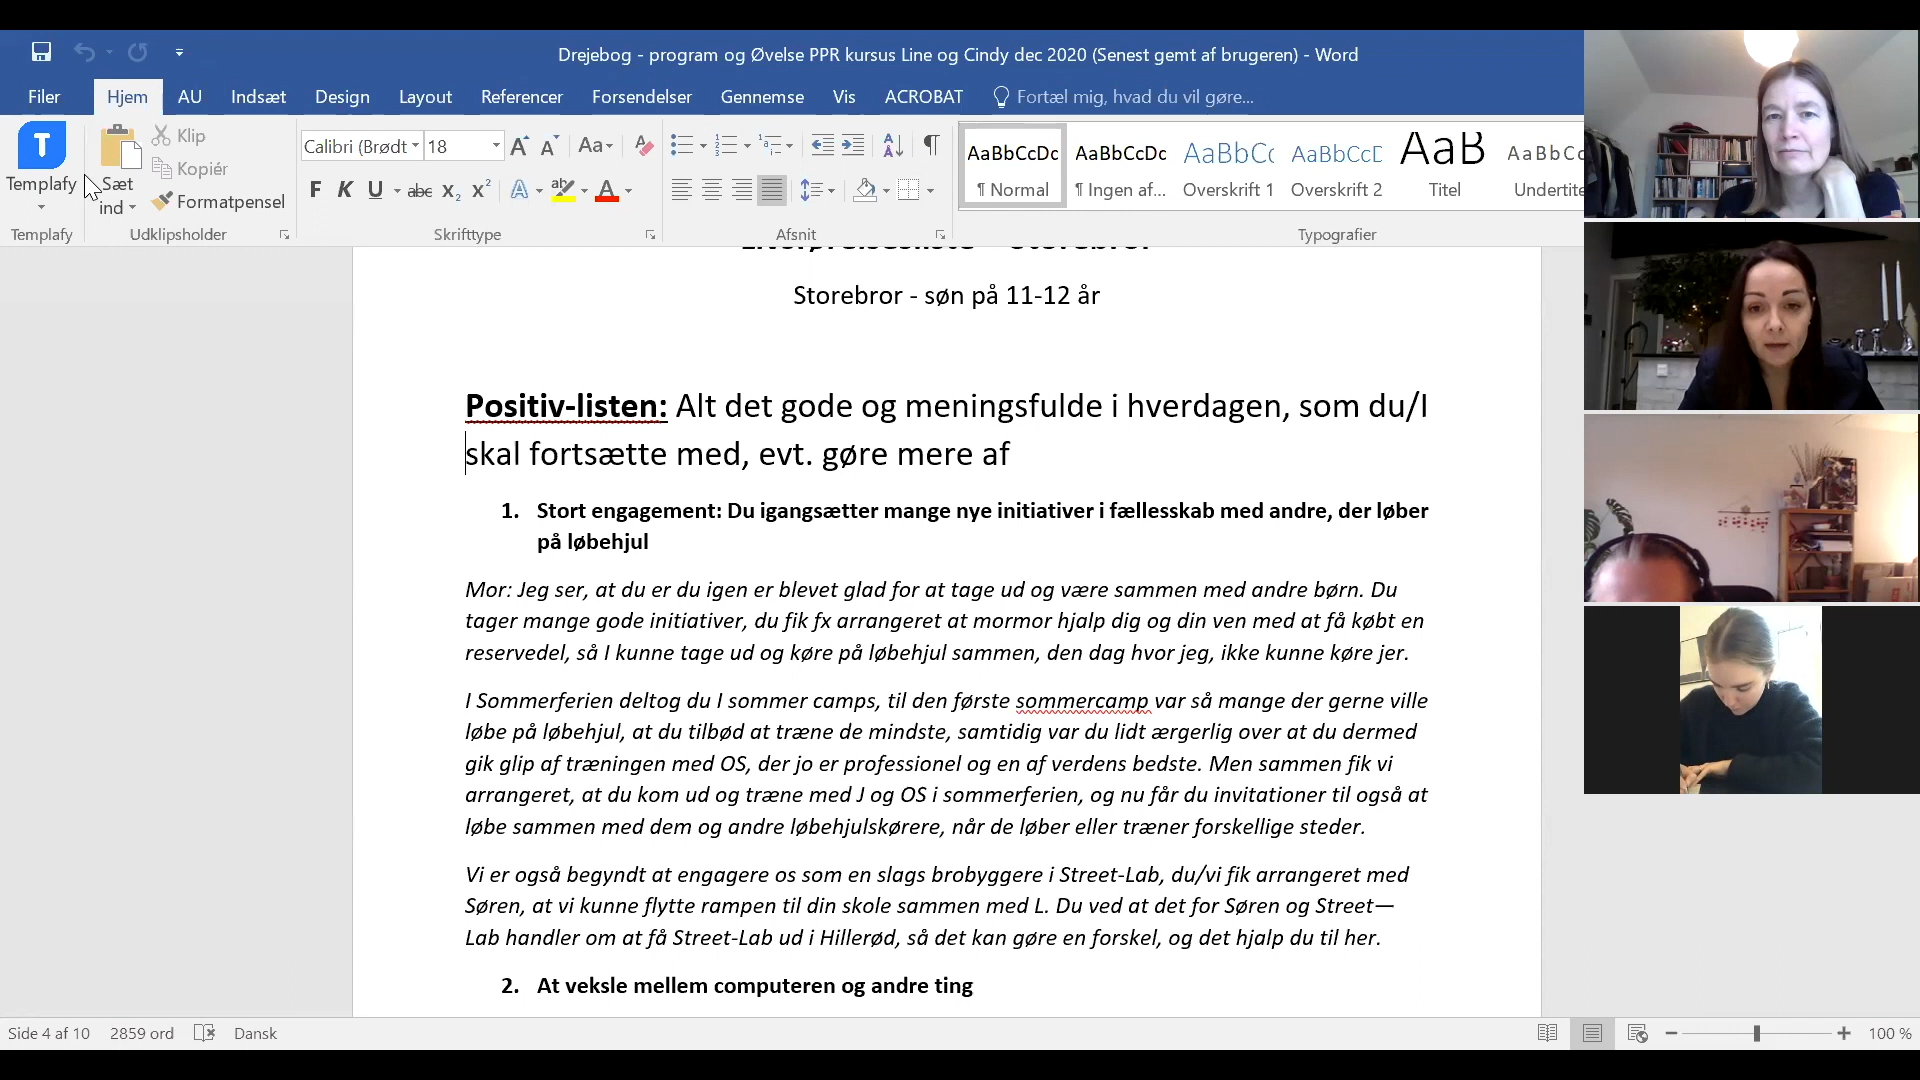 Drejebog - program og Øvelse PPR kursus Line og Cindy dec 2020 (Senest gemt af brugeren) - Word
Filer Hjem AU Indsæt Design Layout Referencer Forsendelser Gennemse Vis ACROBAT Fortæl mig, hvad du vil gøre...
Templafy
Templafy
Sæt ind
Klip
Kopiér
Formatpensel
Udklipsholder
Calibri (Brødt 18
F K U abc X₂ X²
Skrifttype
Afsnit
AaBbCcDc AaBbCcDc AaBbCc AaBbCcD AaB AaBbCc
¶ Normal ¶ Ingen af... Overskrift 1 Overskrift 2 Titel Undertite
Typografier
Storebror - søn på 11-12 år
Positiv-listen: Alt det gode og meningsfulde i hverdagen, som du/I
skal fortsætte med, evt. gøre mere af
1. Stort engagement: Du igangsætter mange nye initiativer i fællesskab med andre, der løber
på løbehjul
Mor: Jeg ser, at du er du igen er blevet glad for at tage ud og være sammen med andre børn. Du
tager mange gode initiativer, du fik fx arrangeret at mormor hjalp dig og din ven med at få købt en
reservedel, så I kunne tage ud og køre på løbehjul sammen, den dag hvor jeg, ikke kunne køre jer.
I Sommerferien deltog du I sommer camps, til den første sommercamp var så mange der gerne ville
løbe på løbehjul, at du tilbød at træne de mindste, samtidig var du lidt ærgerlig over at du dermed
gik glip af træningen med OS, der jo er professionel og en af verdens bedste. Men sammen fik vi
arrangeret, at du kom ud og træne med J og OS i sommerferien, og nu får du invitationer til også at
løbe sammen med dem og andre løbehjulskørere, når de løber eller træner forskellige steder.
Vi er også begyndt at engagere os som en slags brobyggere i Street-Lab, du/vi fik arrangeret med
Søren, at vi kunne flytte rampen til din skole sammen med L. Du ved at det for Søren og Street—
Lab handler om at få Street-Lab ud i Hillerød, så det kan gøre en forskel, og det hjalp du til her.
2. At veksle mellem computeren og andre ting
Side 4 af 10 2859 ord Dansk 100 %